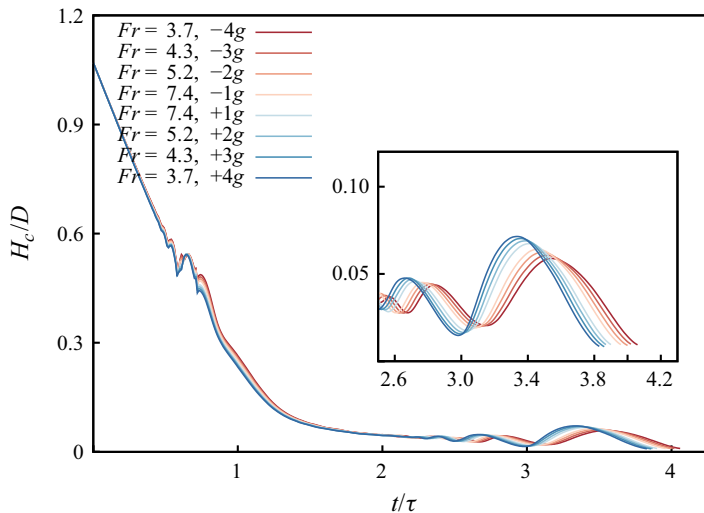 1.2
Fr = 3.7, −4g
Fr = 4.3, −3g
Fr = 5.2, −2g
Fr = 7.4, −1g
Fr = 7.4, +1g
Fr = 5.2, +2g
Fr = 4.3, +3g
Fr = 3.7, +4g
0.9
0.6
0.3
0
H_c/D
0.10
0.05
2.6 3.0 3.4 3.8 4.2
1 2 3 4
t/τ